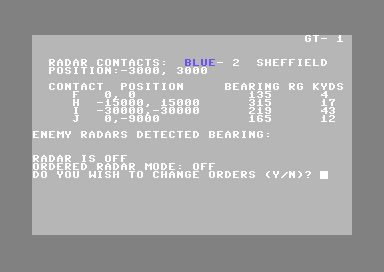 GT- 1
RADAR CONTACTS: BLUE- 2 SHEFFIELD
POSITION:-3000, 3000
CONTACT POSITION BEARING RG KYDS
F 0, 0 135 4
H -15000, 15000 315 17
I -30000,-30000 219 43
J 0,-9000 165 12
ENEMY RADARS DETECTED BEARING:
RADAR IS OFF
ORDERED RADAR MODE: OFF
DO YOU WISH TO CHANGE ORDERS (Y/N)?